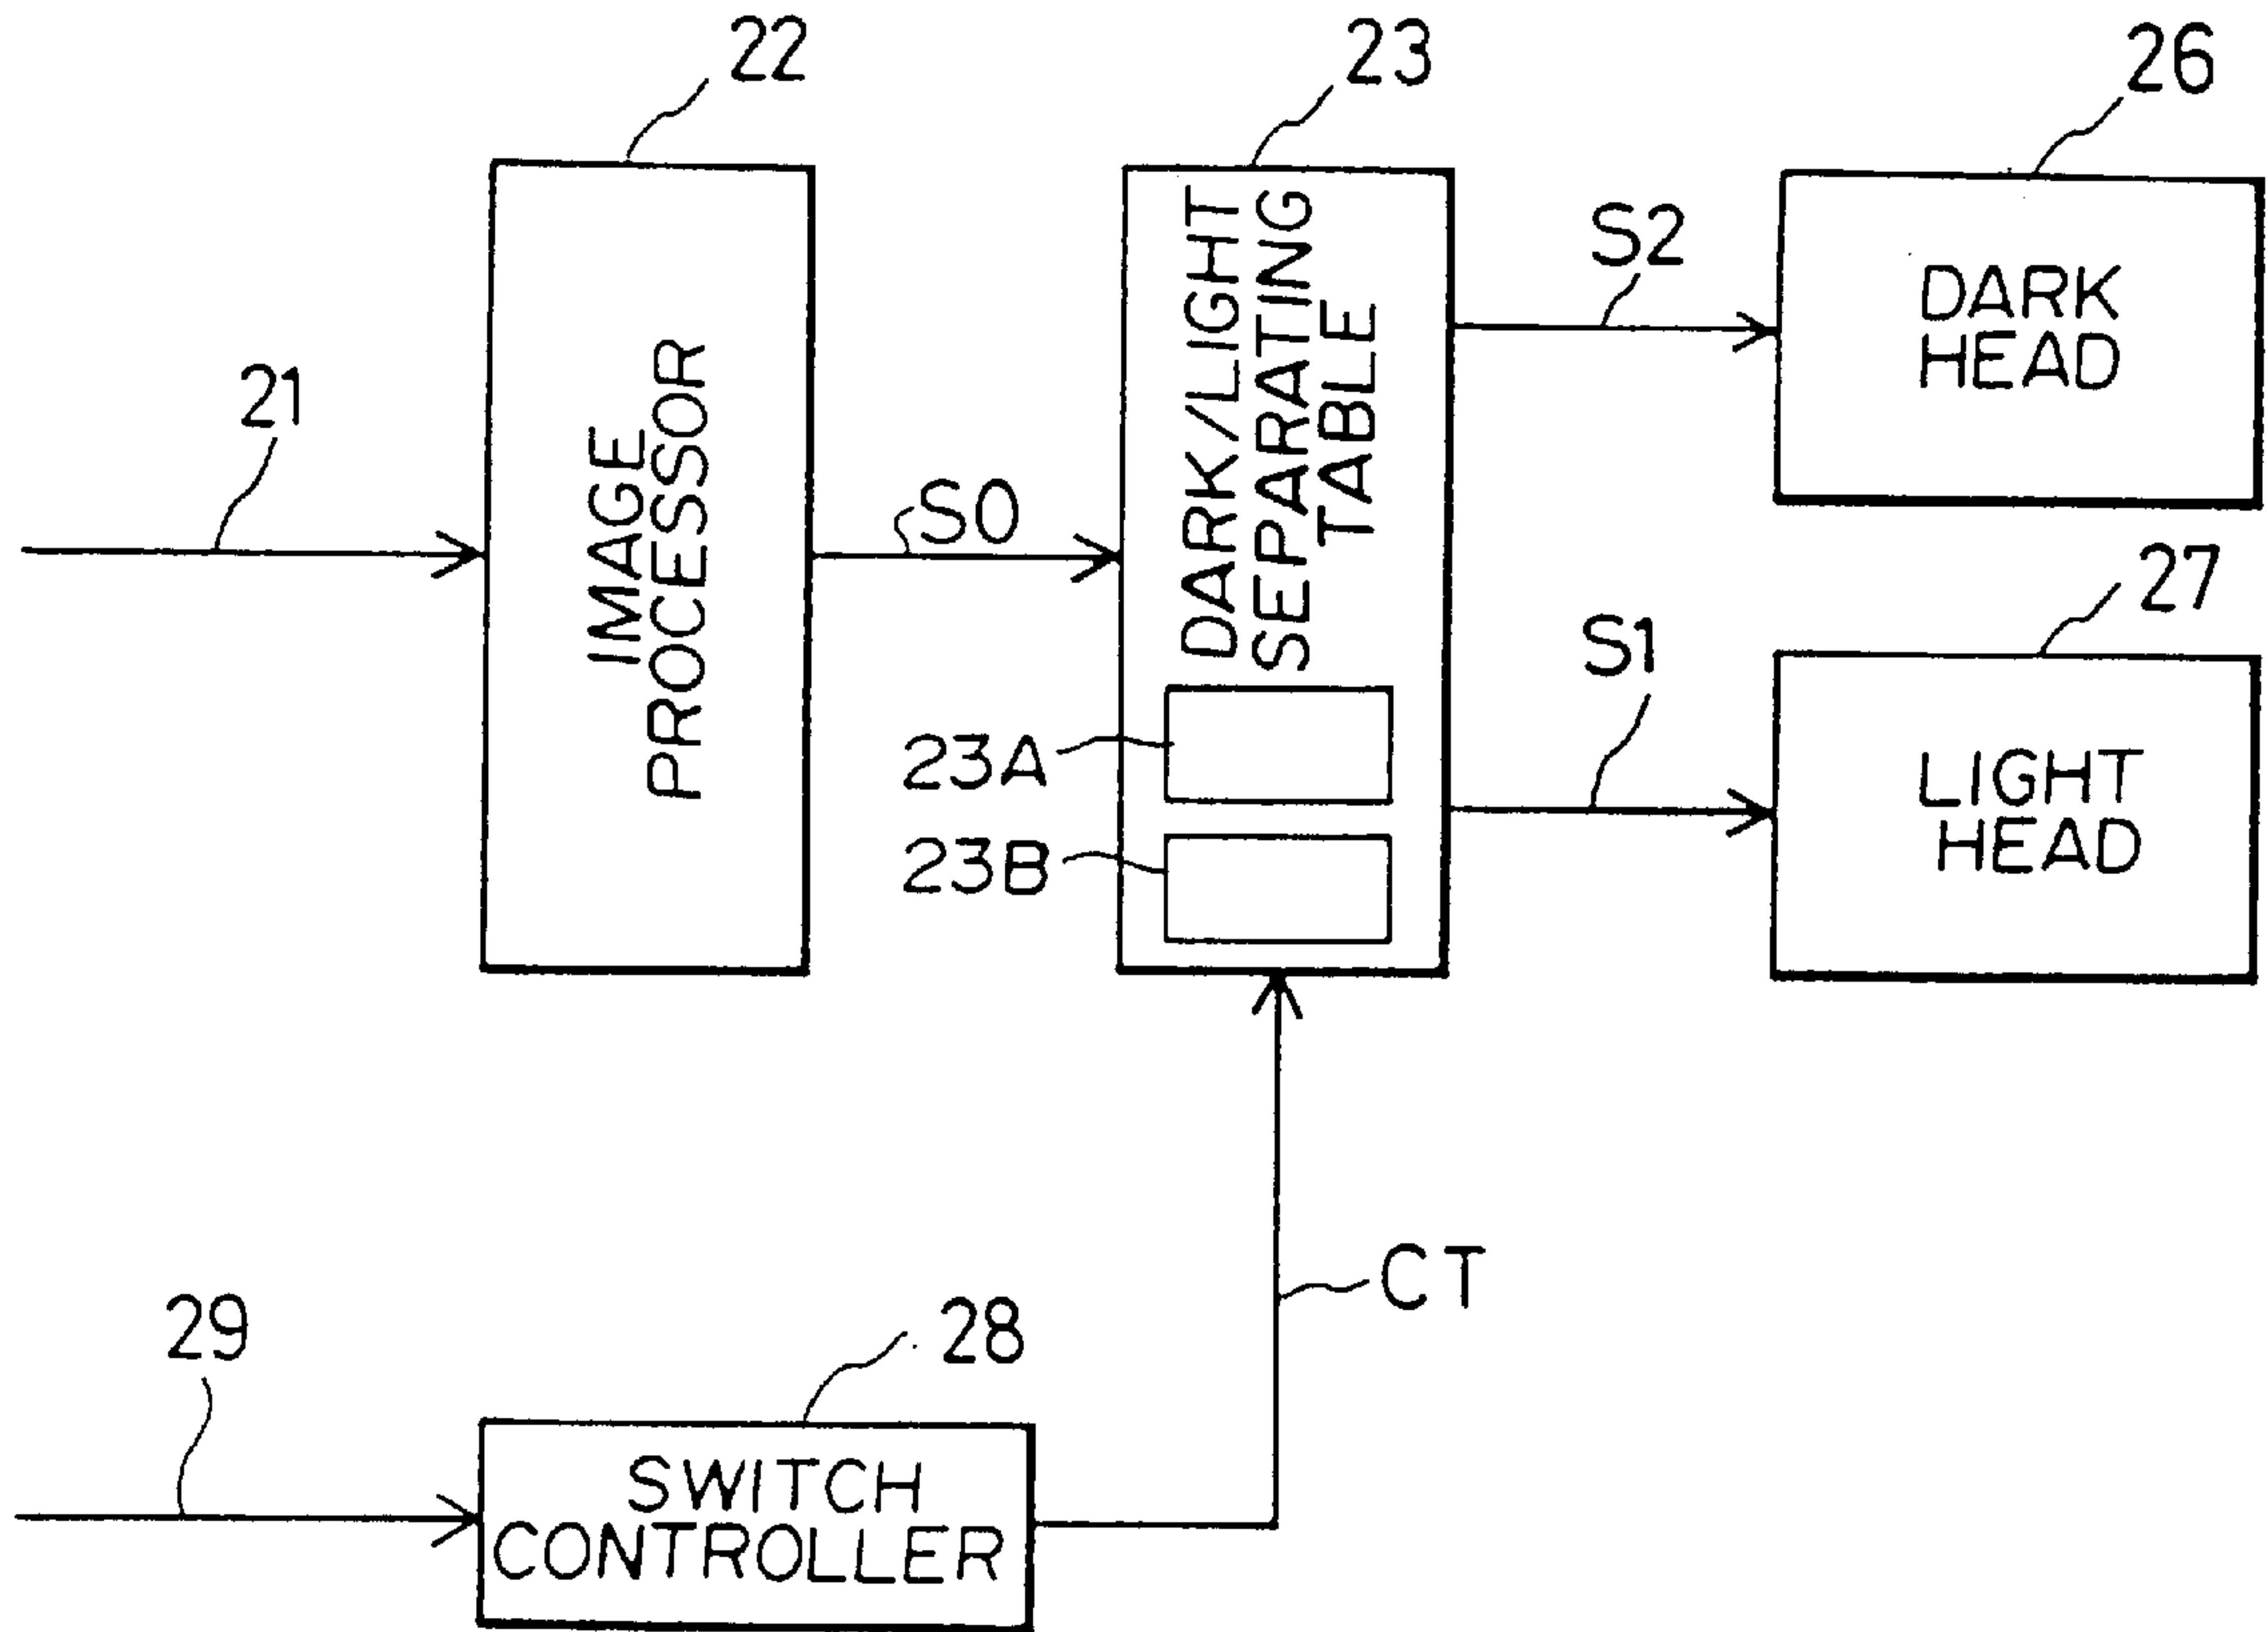 22
23
26
21
IMAGE
PROCESSOR
S0
DARK/LIGHT
SEPARATING
TABLE
23A
23B
S2
DARK
HEAD
27
S1
LIGHT
HEAD
CT
29
28
SWITCH
CONTROLLER